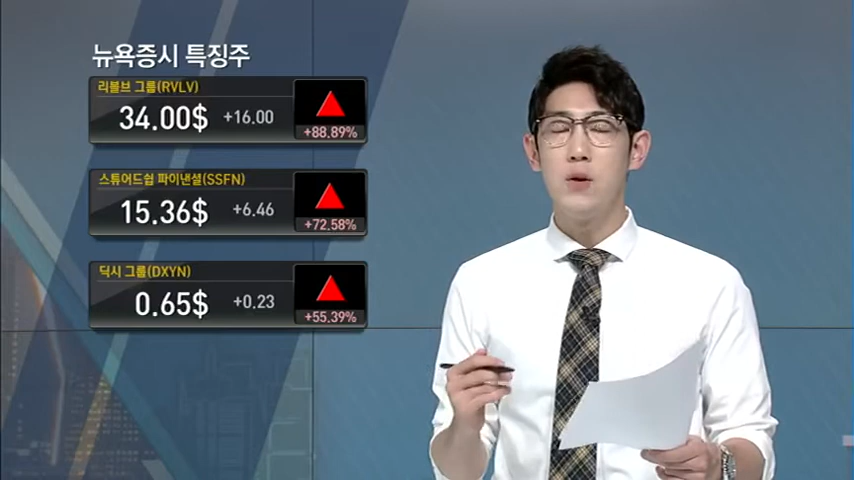 뉴욕증시 특징주
리볼브 그룹(RVLV)
34.00$ +16.00
+88.89%
스튜어드쉽 파이낸셜(SSFN)
15.36$ +6.46
+72.58%
딕시 그룹(DXYN)
0.65$ +0.23
+55.39%